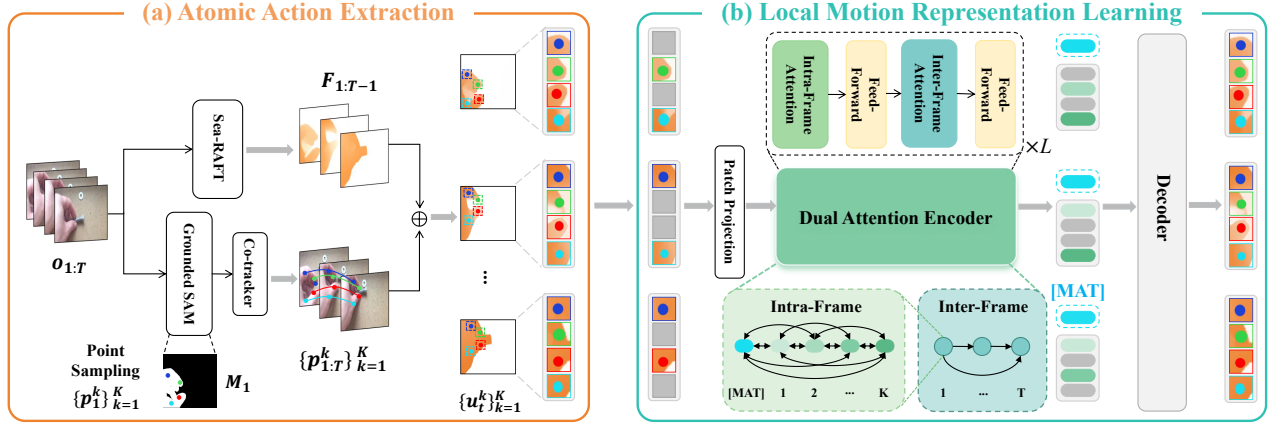 (a) Atomic Action Extraction
o₁:T
Sea-RAFT
Grounded SAM
Co-tracker
F₁:T−1
Point
Sampling
{p₁ᵏ}ᴷₖ₌₁
M₁
{pᵏ₁:T}ᴷₖ₌₁
...
{uₜᵏ}ᴷₖ₌₁
(b) Local Motion Representation Learning
Patch Projection
Intra-Frame
Attention
Feed-
Forward
Inter-Frame
Attention
Feed-
Forward
×L
Dual Attention Encoder
Intra-Frame
[MAT] 1 2 ... K
Inter-Frame
1 ... T
[MAT]
Decoder